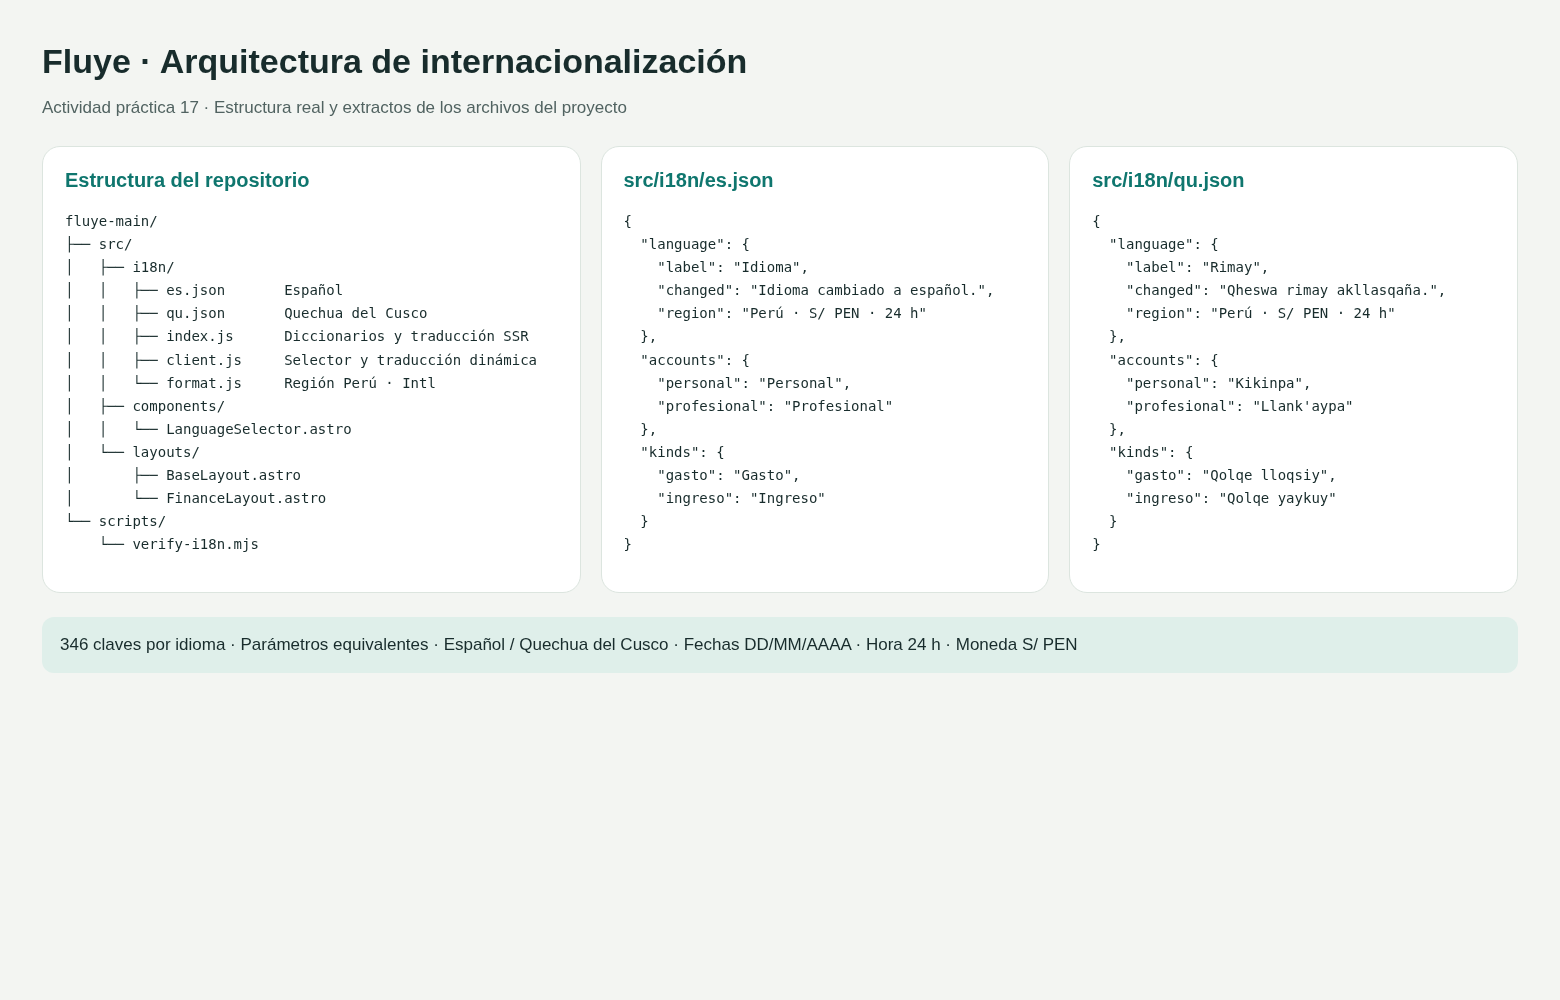 Fluye · Arquitectura de internacionalización
Actividad práctica 17 · Estructura real y extractos de los archivos del proyecto
Estructura del repositorio
fluye-main/
├── src/
│   ├── i18n/
│   │   ├── es.json       Español
│   │   ├── qu.json       Quechua del Cusco
│   │   ├── index.js      Diccionarios y traducción SSR
│   │   ├── client.js     Selector y traducción dinámica
│   │   └── format.js     Región Perú · Intl
│   ├── components/
│   │   └── LanguageSelector.astro
│   └── layouts/
│       ├── BaseLayout.astro
│       └── FinanceLayout.astro
└── scripts/
    └── verify-i18n.mjs
src/i18n/es.json
{
  "language": {
    "label": "Idioma",
    "changed": "Idioma cambiado a español.",
    "region": "Perú · S/ PEN · 24 h"
  },
  "accounts": {
    "personal": "Personal",
    "profesional": "Profesional"
  },
  "kinds": {
    "gasto": "Gasto",
    "ingreso": "Ingreso"
  }
}
src/i18n/qu.json
{
  "language": {
    "label": "Rimay",
    "changed": "Qheswa rimay akllasqaña.",
    "region": "Perú · S/ PEN · 24 h"
  },
  "accounts": {
    "personal": "Kikinpa",
    "profesional": "Llank'aypa"
  },
  "kinds": {
    "gasto": "Qolqe lloqsiy",
    "ingreso": "Qolqe yaykuy"
  }
}
346 claves por idioma · Parámetros equivalentes · Español / Quechua del Cusco · Fechas DD/MM/AAAA · Hora 24 h · Moneda S/ PEN